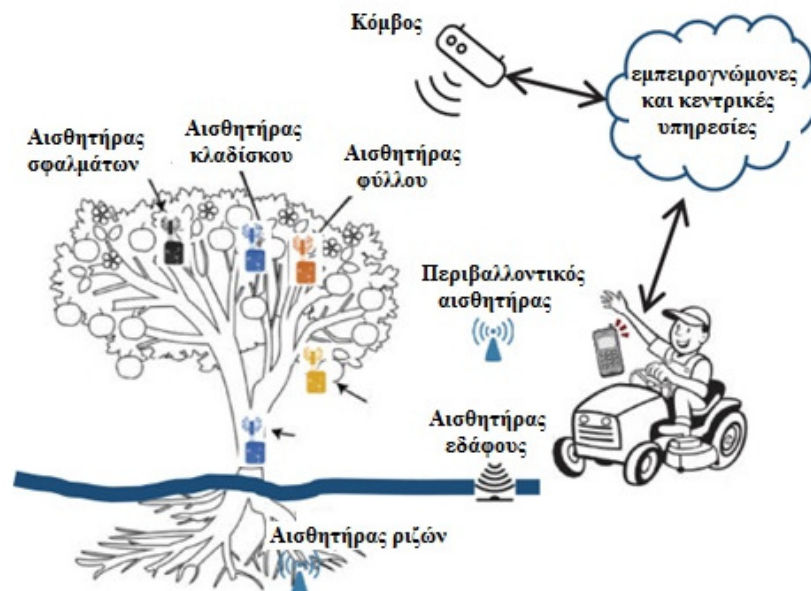 Κόμβος
εμπειρογνώμονες
και κεντρικές
υπηρεσίες
Αισθητήρας
σφαλμάτων
Αισθητήρας
κλαδίσκου
Αισθητήρας
φύλλου
Περιβαλλοντικός
αισθητήρας
Αισθητήρας
εδάφους
Αισθητήρας ριζών